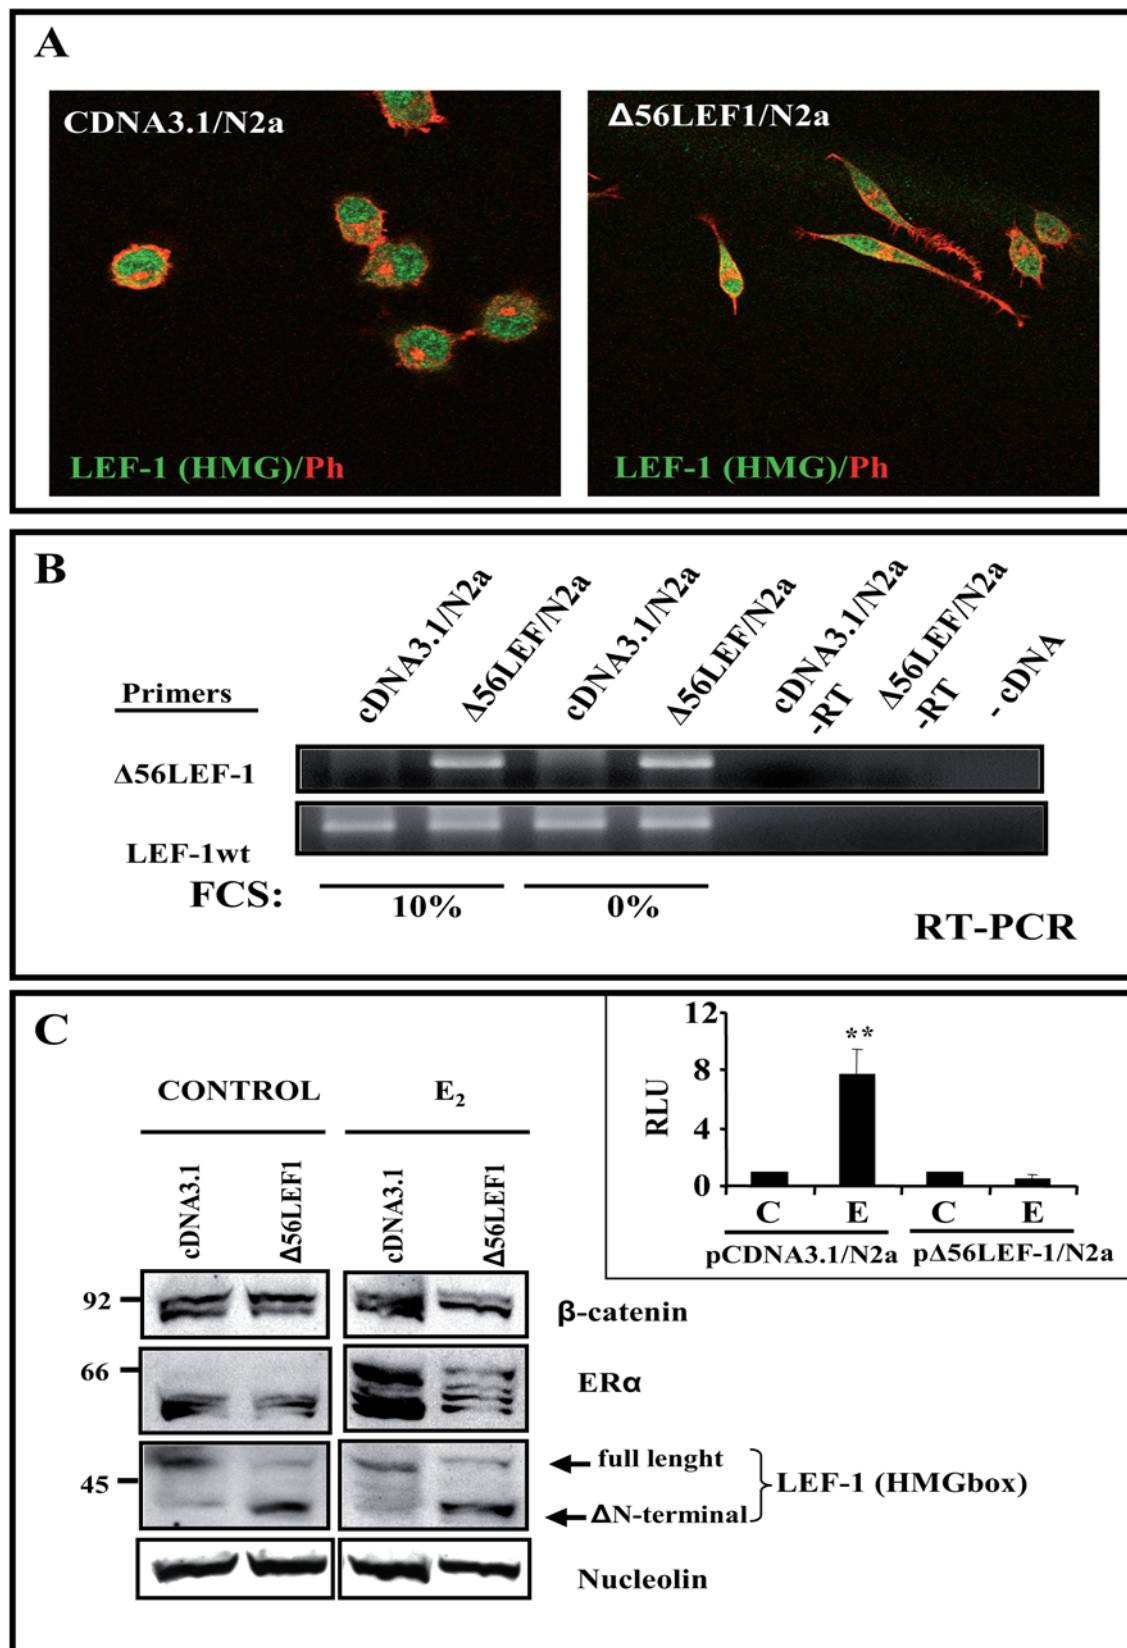 A
CDNA3.1/N2a
Δ56LEF1/N2a
LEF-1 (HMG)/Ph
LEF-1 (HMG)/Ph
B
Primers
cDNA3.1/N2a
Δ56LEF/N2a
cDNA3.1/N2a
Δ56LEF/N2a
cDNA3.1/N2a
-RT
Δ56LEF/N2a
-RT
- cDNA
Δ56LEF-1
LEF-1wt
FCS:
10%
0%
RT-PCR
C
CONTROL
E₂
cDNA3.1
Δ56LEF1
cDNA3.1
Δ56LEF1
12
8
4
0
RLU
**
C
E
C
E
pCDNA3.1/N2a
pΔ56LEF-1/N2a
92
β-catenin
66
ERα
45
full lenght
ΔN-terminal
LEF-1 (HMGbox)
Nucleolin